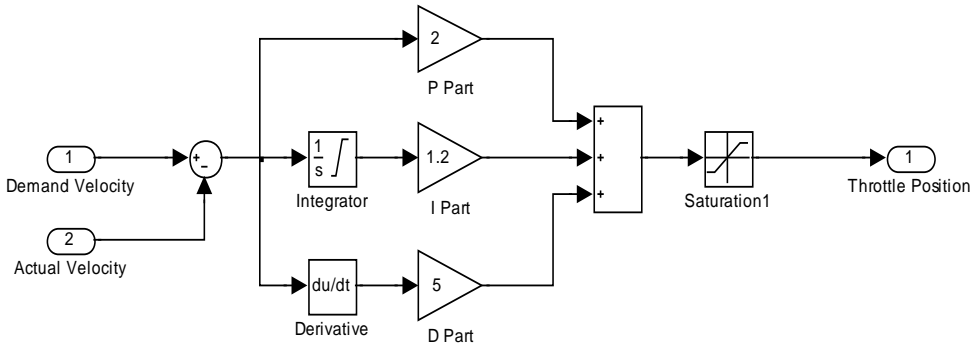 2
P Part
+
1
Demand Velocity
+
-
1
s
Integrator
1.2
I Part
+
Saturation1
1
Throttle Position
2
Actual Velocity
+
du/dt
Derivative
5
D Part